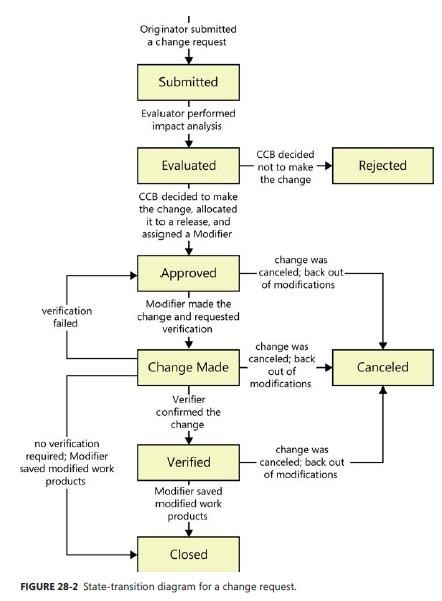 Originator submitted
a change request
Submitted
Evaluator performed
impact analysis
Evaluated
CCB decided
not to make
the change
Rejected
CCB decided to make
the change, allocated
it to a release, and
assigned a Modifier
Approved
change was
canceled; back out
of modifications
verification
failed
Modifier made the
change and requested
verification
Change Made
change was
canceled; back
out of
modifications
Canceled
Verifier
confirmed the
change
no verification
required; Modifier
saved modified work
products
Verified
change was
canceled; back out
of modifications
Modifier saved
modified work
products
Closed
FIGURE 28-2 State-transition diagram for a change request.